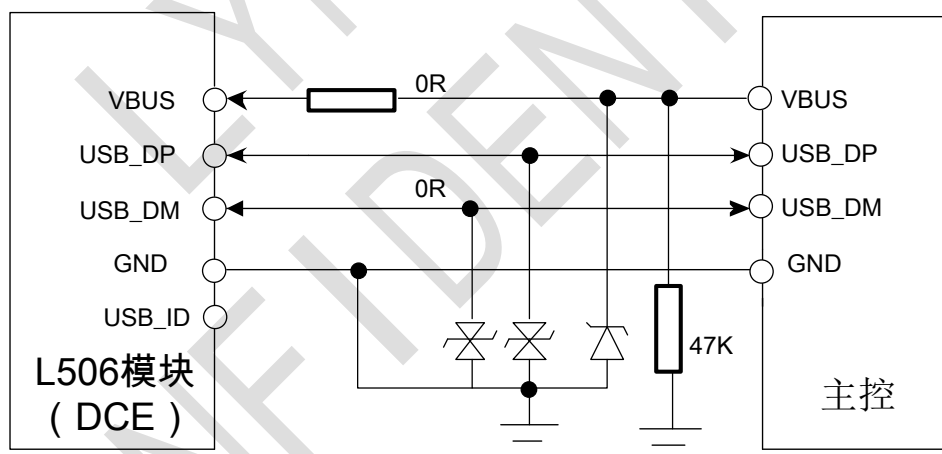 VBUS
0R
VBUS
USB_DP
USB_DP
USB_DM
0R
USB_DM
GND
GND
USB_ID
47K
L506模块
（DCE）
主控